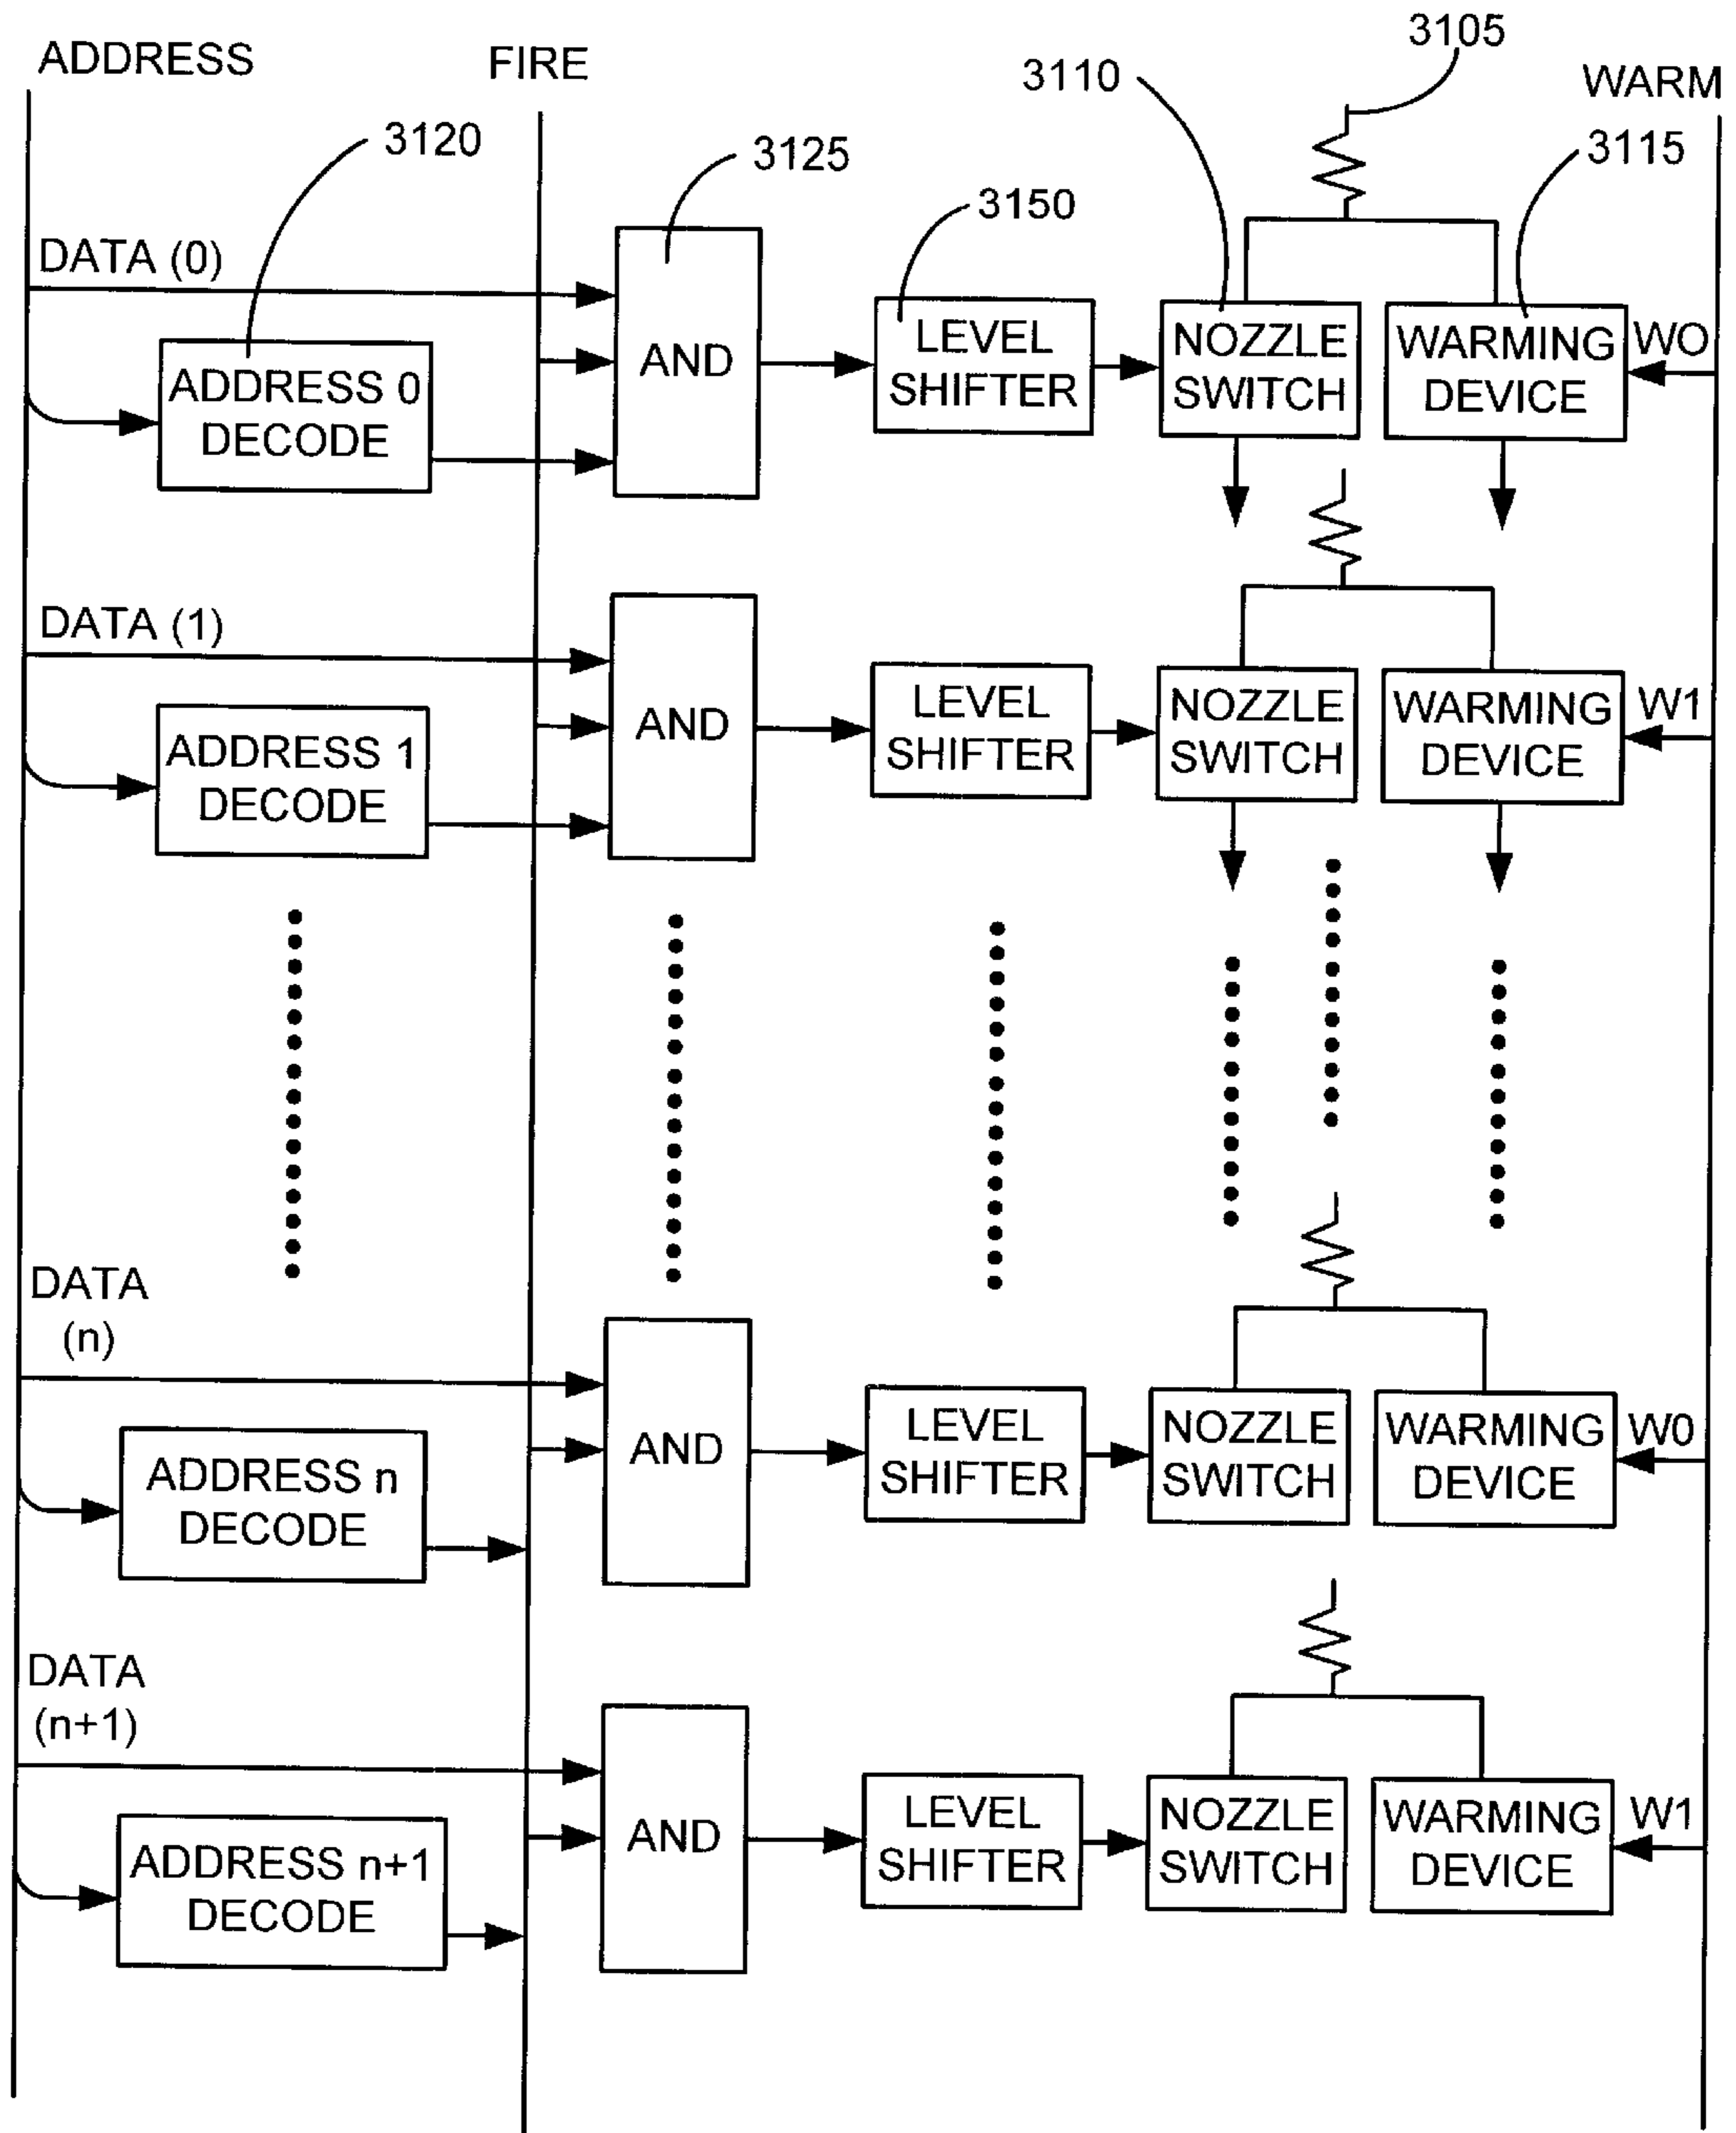 ADDRESS
FIRE
3105
3110
WARM
3120
3125
3150
3115
DATA (0)
ADDRESS 0
DECODE
AND
LEVEL
SHIFTER
NOZZLE
SWITCH
WARMING
DEVICE
WO
DATA (1)
ADDRESS 1
DECODE
AND
LEVEL
SHIFTER
NOZZLE
SWITCH
WARMING
DEVICE
W1
DATA
(n)
ADDRESS n
DECODE
AND
LEVEL
SHIFTER
NOZZLE
SWITCH
WARMING
DEVICE
W0
DATA
(n+1)
ADDRESS n+1
DECODE
AND
LEVEL
SHIFTER
NOZZLE
SWITCH
WARMING
DEVICE
W1